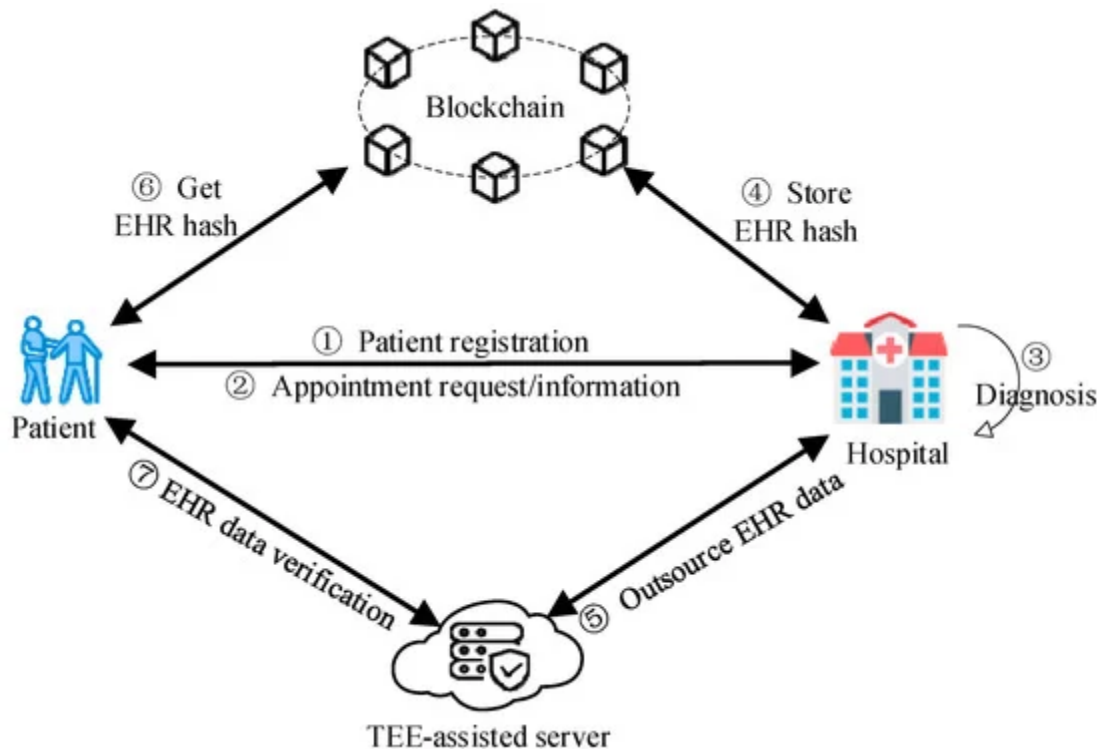 Blockchain
⑥ Get
EHR hash
④ Store
EHR hash
① Patient registration
② Appointment request/information
③
Diagnosis
Patient
Hospital
⑦ EHR data verification
⑤ Outsource EHR data
TEE-assisted server